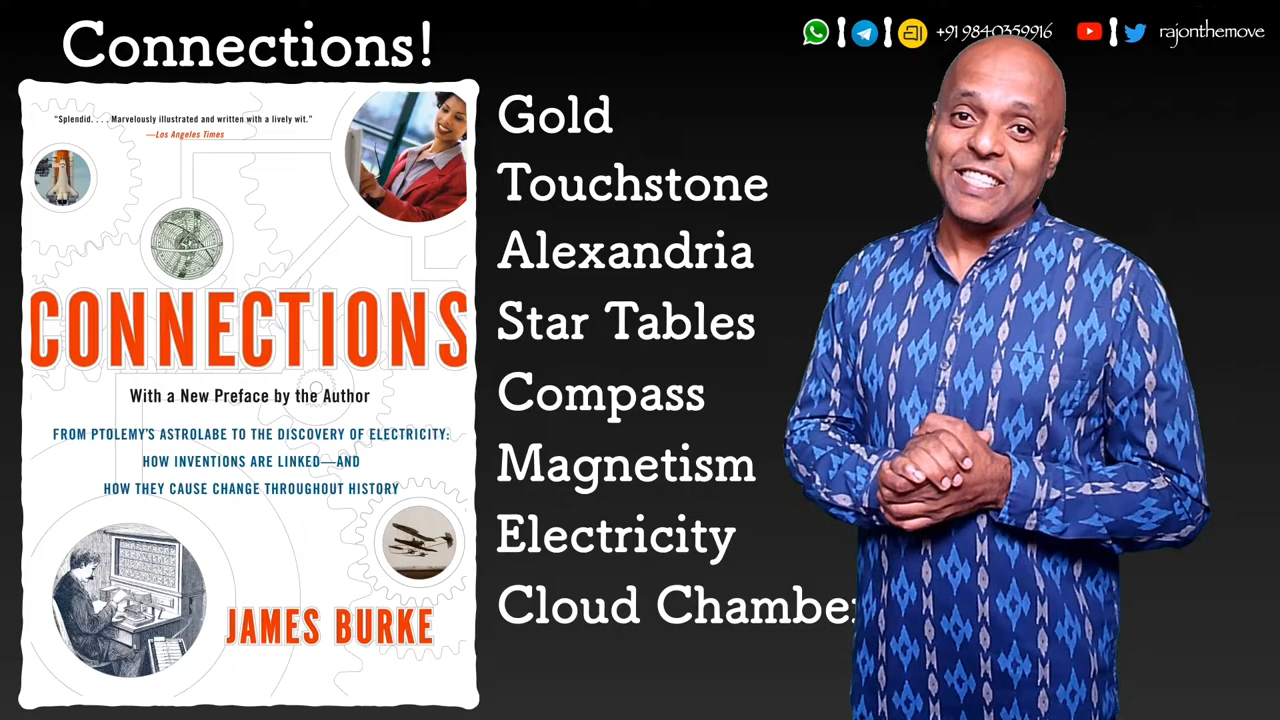 Connections!
+91 9840359916
rajonthemove
"Splendid. . . . Marvelously illustrated and written with a lively wit."
—Los Angeles Times
CONNECTIONS
With a New Preface by the Author
FROM PTOLEMY'S ASTROLABE TO THE DISCOVERY OF ELECTRICITY:
HOW INVENTIONS ARE LINKED—AND
HOW THEY CAUSE CHANGE THROUGHOUT HISTORY
JAMES BURKE
Gold
Touchstone
Alexandria
Star Tables
Compass
Magnetism
Electricity
Cloud Chamber